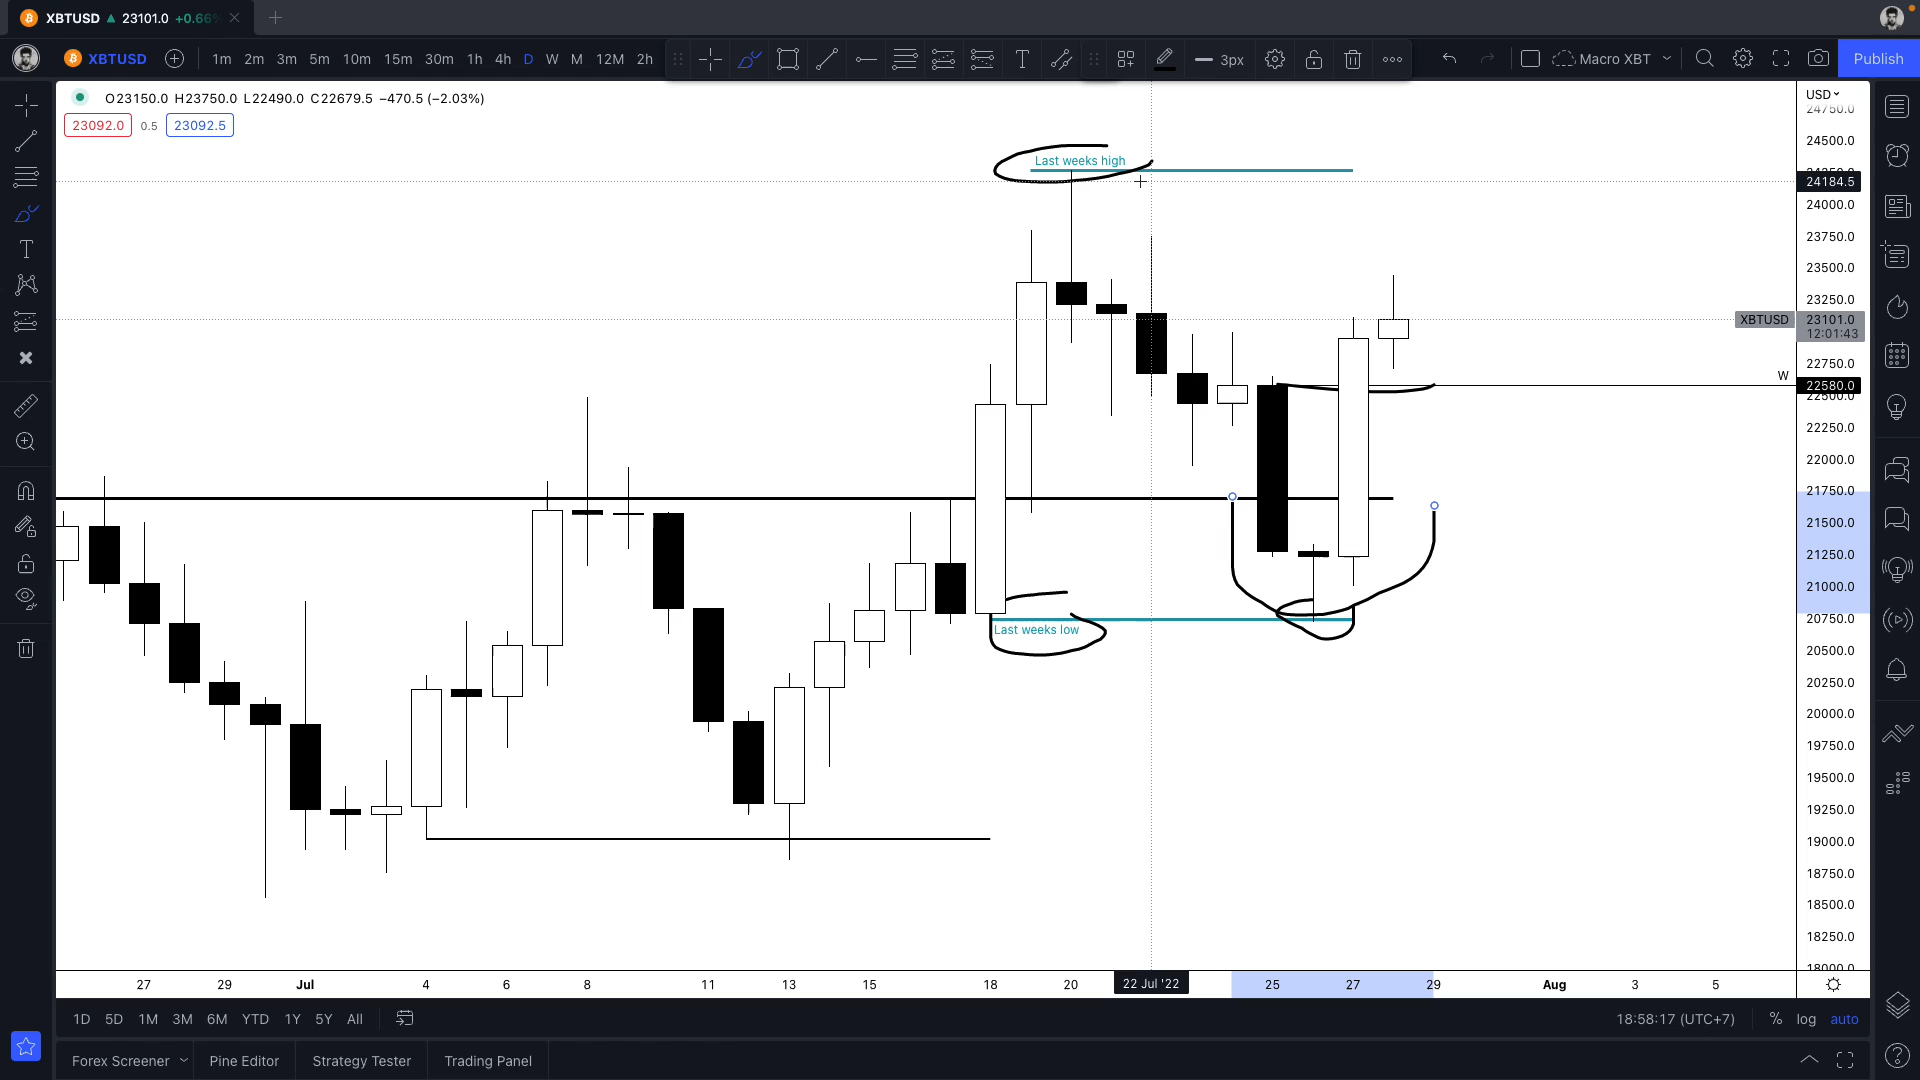 XBTUSD ▲ 23101.0 +0.66%
XBTUSD 1m 2m 3m 5m 10m 15m 30m 1h 4h D W M 12M 2h 3px Macro XBT Publish
O23150.0 H23750.0 L22490.0 C22679.5 −470.5 (−2.03%)
23092.0 0.5 23092.5
USD
24750.0
24500.0
Last weeks high
24184.5
24000.0
23750.0
23500.0
23250.0
XBTUSD 23101.0
12:01:43
22750.0
W
22580.0
22500.0
22250.0
22000.0
21750.0
21500.0
21250.0
21000.0
20750.0
Last weeks low
20500.0
20250.0
20000.0
19750.0
19500.0
19250.0
19000.0
18750.0
18500.0
18250.0
18000.0
27 29 Jul 4 6 8 11 13 15 18 20 22 Jul '22 25 27 29 Aug 3 5
1D 5D 1M 3M 6M YTD 1Y 5Y All 18:58:17 (UTC+7) % log auto
Forex Screener Pine Editor Strategy Tester Trading Panel